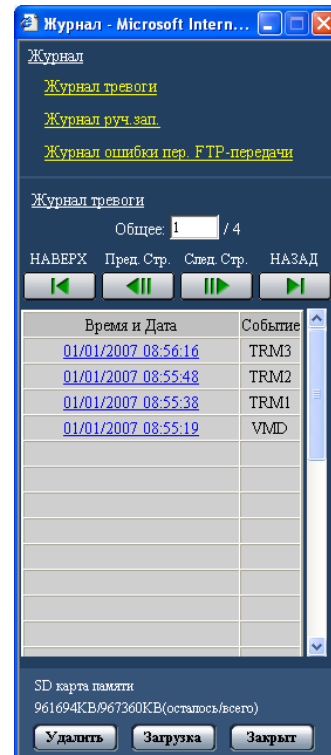 Журнал - Microsoft Intern...
Журнал
Журнал тревоги
Журнал руч.зап.
Журнал ошибки пер. FTP-передачи
Журнал тревоги
Общее: 1 / 4
НАВЕРХ Пред. Стр. След. Стр. НАЗАД
Время и Дата Событие
01/01/2007 08:56:16 TRM3
01/01/2007 08:55:48 TRM2
01/01/2007 08:55:38 TRM1
01/01/2007 08:55:19 VMD
SD карта памяти
961694KB/967360KB(осталось/всего)
Удалить Загрузка Закрыт